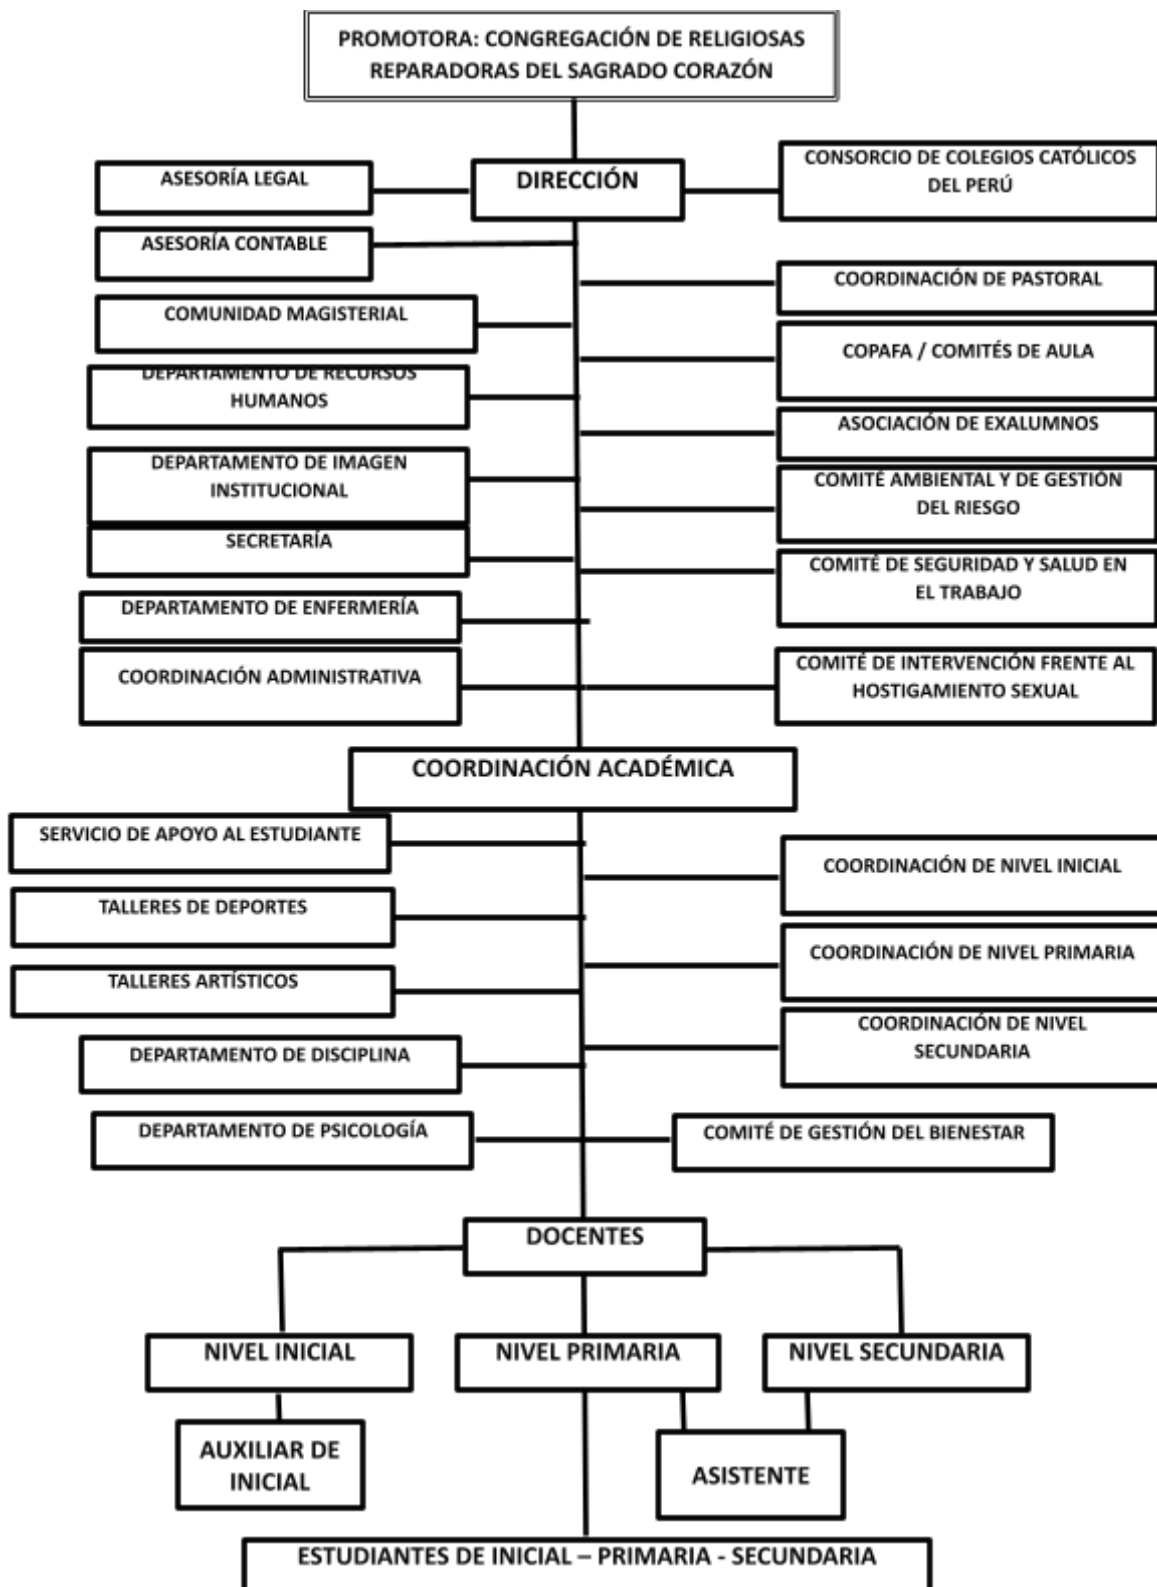 PROMOTORA: CONGREGACIÓN DE RELIGIOSAS
REPARADORAS DEL SAGRADO CORAZÓN
DIRECCIÓN
ASESORÍA LEGAL
CONSORCIO DE COLEGIOS CATÓLICOS
DEL PERÚ
ASESORÍA CONTABLE
COORDINACIÓN DE PASTORAL
COMUNIDAD MAGISTERIAL
COPAFA / COMITÉS DE AULA
DEPARTAMENTO DE RECURSOS
HUMANOS
ASOCIACIÓN DE EXALUMNOS
DEPARTAMENTO DE IMAGEN
INSTITUCIONAL
COMITÉ AMBIENTAL Y DE GESTIÓN
DEL RIESGO
SECRETARÍA
COMITÉ DE SEGURIDAD Y SALUD EN
EL TRABAJO
DEPARTAMENTO DE ENFERMERÍA
COORDINACIÓN ADMINISTRATIVA
COMITÉ DE INTERVENCIÓN FRENTE AL
HOSTIGAMIENTO SEXUAL
COORDINACIÓN ACADÉMICA
SERVICIO DE APOYO AL ESTUDIANTE
COORDINACIÓN DE NIVEL INICIAL
TALLERES DE DEPORTES
COORDINACIÓN DE NIVEL PRIMARIA
TALLERES ARTÍSTICOS
COORDINACIÓN DE NIVEL
SECUNDARIA
DEPARTAMENTO DE DISCIPLINA
DEPARTAMENTO DE PSICOLOGÍA
COMITÉ DE GESTIÓN DEL BIENESTAR
DOCENTES
NIVEL INICIAL
NIVEL PRIMARIA
NIVEL SECUNDARIA
AUXILIAR DE
INICIAL
ASISTENTE
ESTUDIANTES DE INICIAL – PRIMARIA - SECUNDARIA